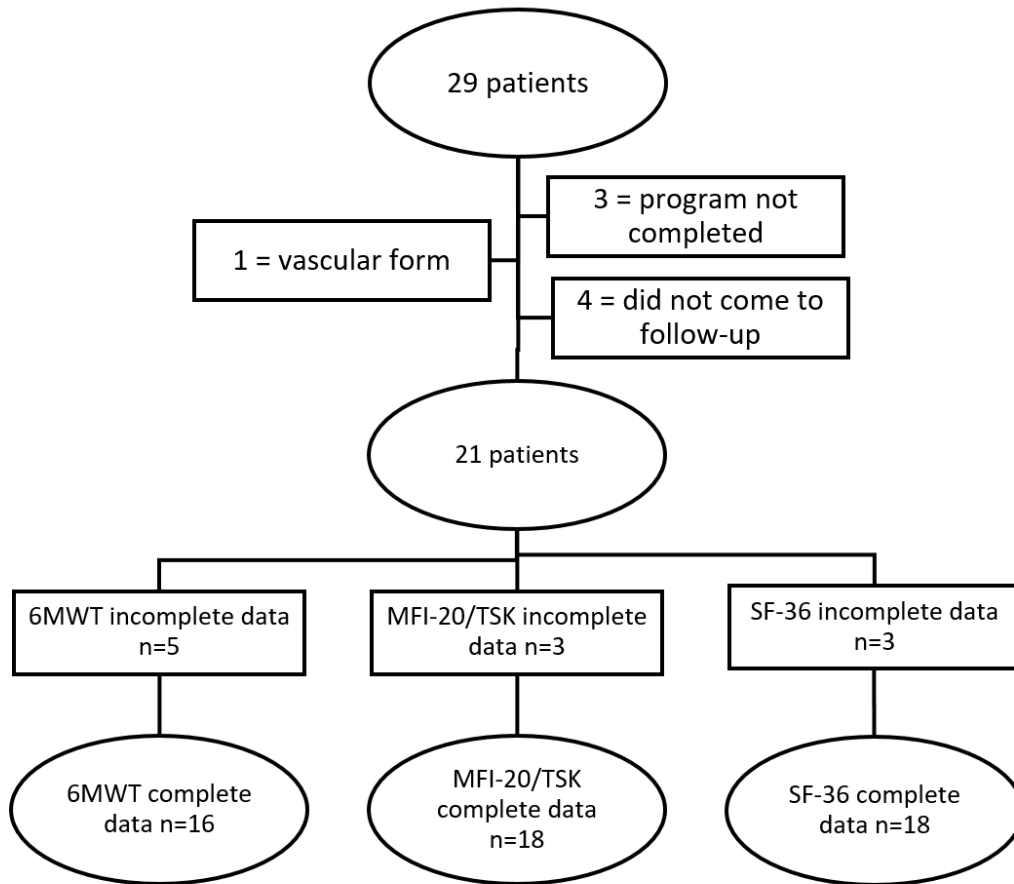 29 patients
3 = program not
completed
1 = vascular form
4 = did not come to
follow-up
21 patients
6MWT incomplete data
n=5
MFI-20/TSK incomplete
data n=3
SF-36 incomplete data
n=3
6MWT complete
data n=16
MFI-20/TSK
complete data
n=18
SF-36 complete
data n=18